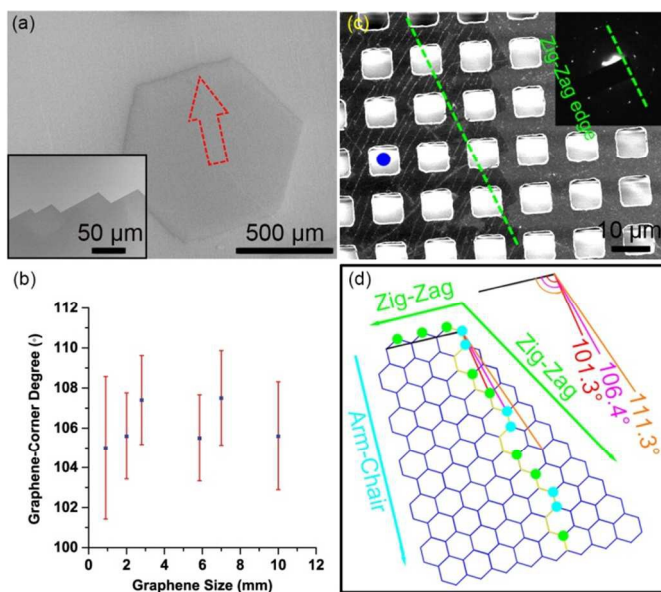 (a)
50 µm
500 µm
(c)
Zig-Zag edge
10 µm
(b)
112
110
108
106
104
102
100
Graphene-Corner Degree (°)
0
2
4
6
8
10
12
Graphene Size (mm)
(d)
Zig-Zag
Zig-Zag
Arm-Chair
101.3°
106.4°
111.3°